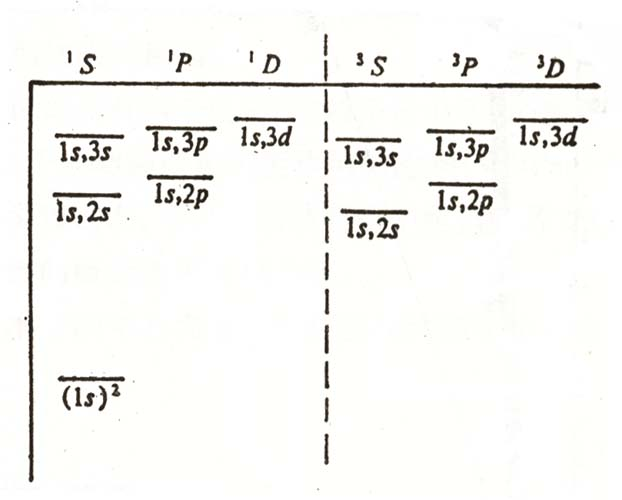 ¹S ¹P ¹D ³S ³P ³D
1s,3s 1s,3p 1s,3d 1s,3s 1s,3p 1s,3d
1s,2s 1s,2p 1s,2s 1s,2p
(1s)²